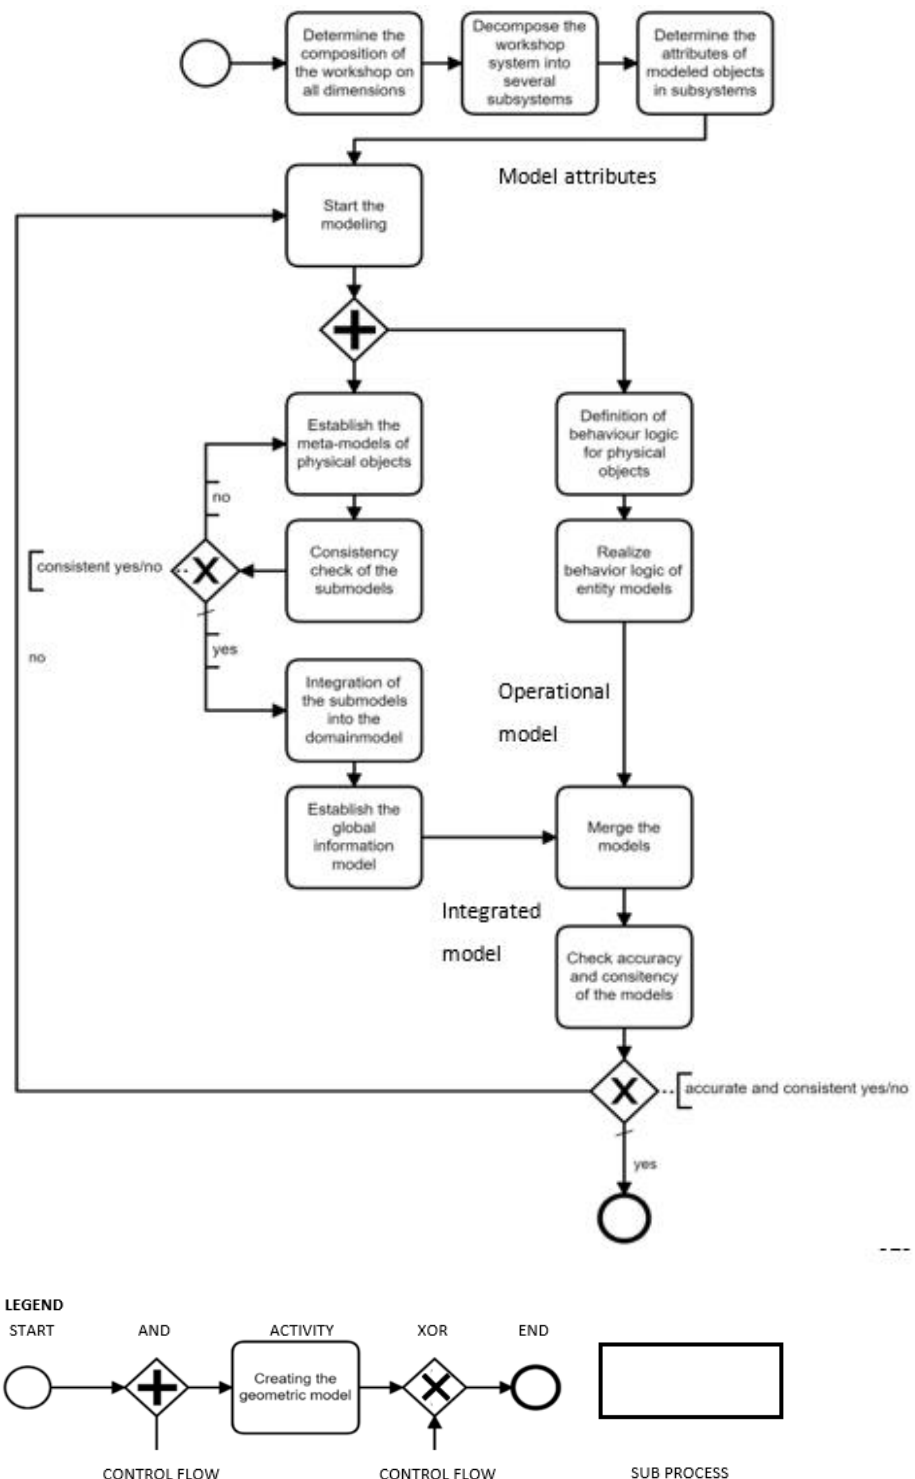 Determine the
composition of
the workshop on
all dimensions
Decompose the
workshop
system into
several
subsystems
Determine the
attributes of
modeled objects
in subsystems
Model attributes
Start the
modeling
Establish the
meta-models of
physical objects
Definition of
behaviour logic
for physical
objects
no
Consistency
check of the
submodels
Realize
behavior logic of
entity models
consistent yes/no
no
yes
Integration of
the submodels
into the
domainmodel
Operational
model
Establish the
global
information
model
Merge the
models
Integrated
model
Check accuracy
and consitency
of the models
accurate and consistent yes/no
yes
LEGEND
START
AND
ACTIVITY
XOR
END
Creating the
geometric model
CONTROL FLOW
CONTROL FLOW
SUB PROCESS